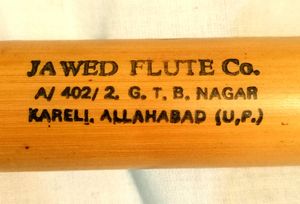 JAWED FLUTE Co.
A/ 402/ 2. G. T. B. NAGAR
KARELI. ALLAHABAD (U.P.)